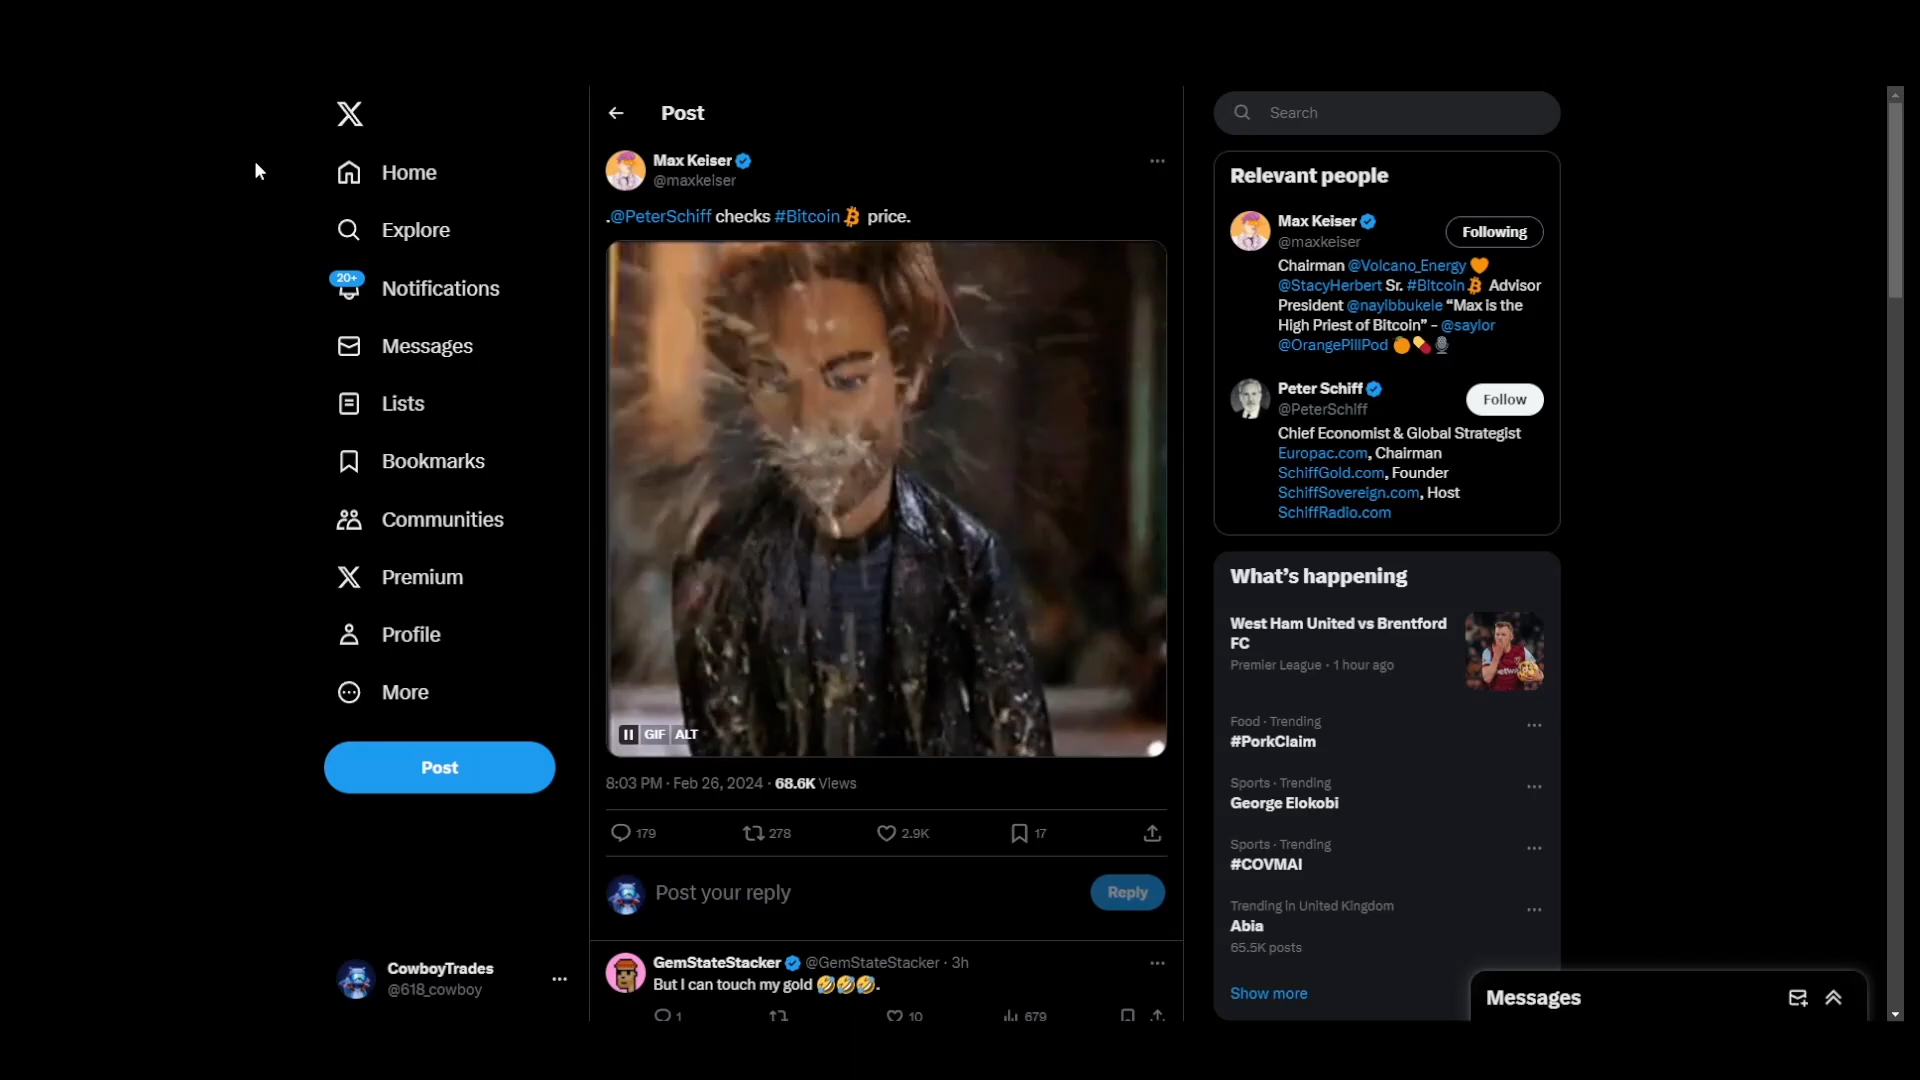 Home
Explore
20+
Notifications
Messages
Lists
Bookmarks
Communities
Premium
Profile
More
Post
CowboyTrades
@618_cowboy
Post
Max Keiser
@maxkeiser
.@PeterSchiff checks #Bitcoin price.
GIF ALT
8:03 PM · Feb 26, 2024 · 68.6K Views
179 278 2.9K 17
Post your reply
Reply
GemStateStacker @GemStateStacker · 3h
But I can touch my gold 🤣🤣🤣.
1 10 679
Search
Relevant people
Max Keiser
@maxkeiser
Following
Chairman @Volcano_Energy 🧡
@StacyHerbert Sr. #Bitcoin Advisor
President @nayibbukele “Max is the
High Priest of Bitcoin” - @saylor
@OrangePillPod 🍊💊🎙️
Peter Schiff
@PeterSchiff
Follow
Chief Economist & Global Strategist
Europac.com, Chairman
SchiffGold.com, Founder
SchiffSovereign.com, Host
SchiffRadio.com
What’s happening
West Ham United vs Brentford
FC
Premier League · 1 hour ago
Food · Trending
#PorkClaim
Sports · Trending
George Elokobi
Sports · Trending
#COVMAI
Trending in United Kingdom
Abia
65.5K posts
Show more
Messages